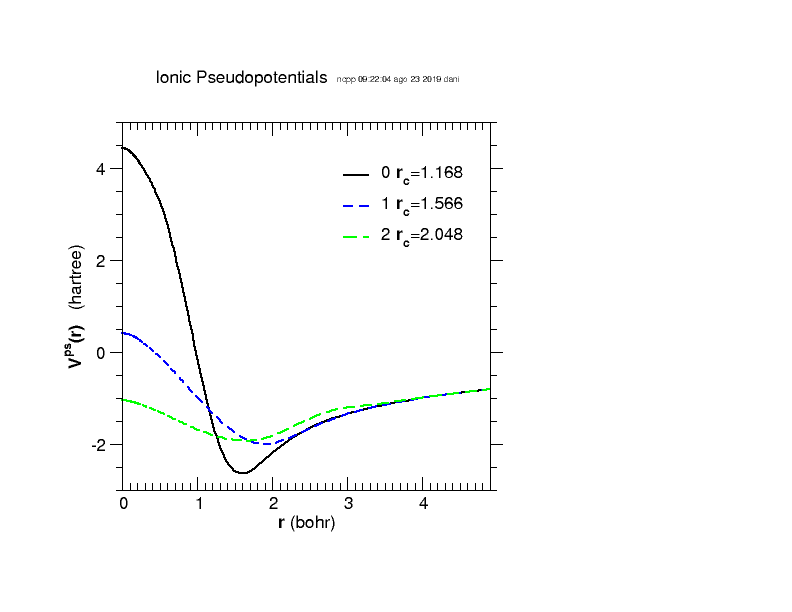 Ionic Pseudopotentials ncpp 09:22:04 ago 23 2019 dani
0 rc=1.168
1 rc=1.566
2 rc=2.048
Vps(r) (hartree)
4
2
0
-2
0 1 2 3 4
r (bohr)